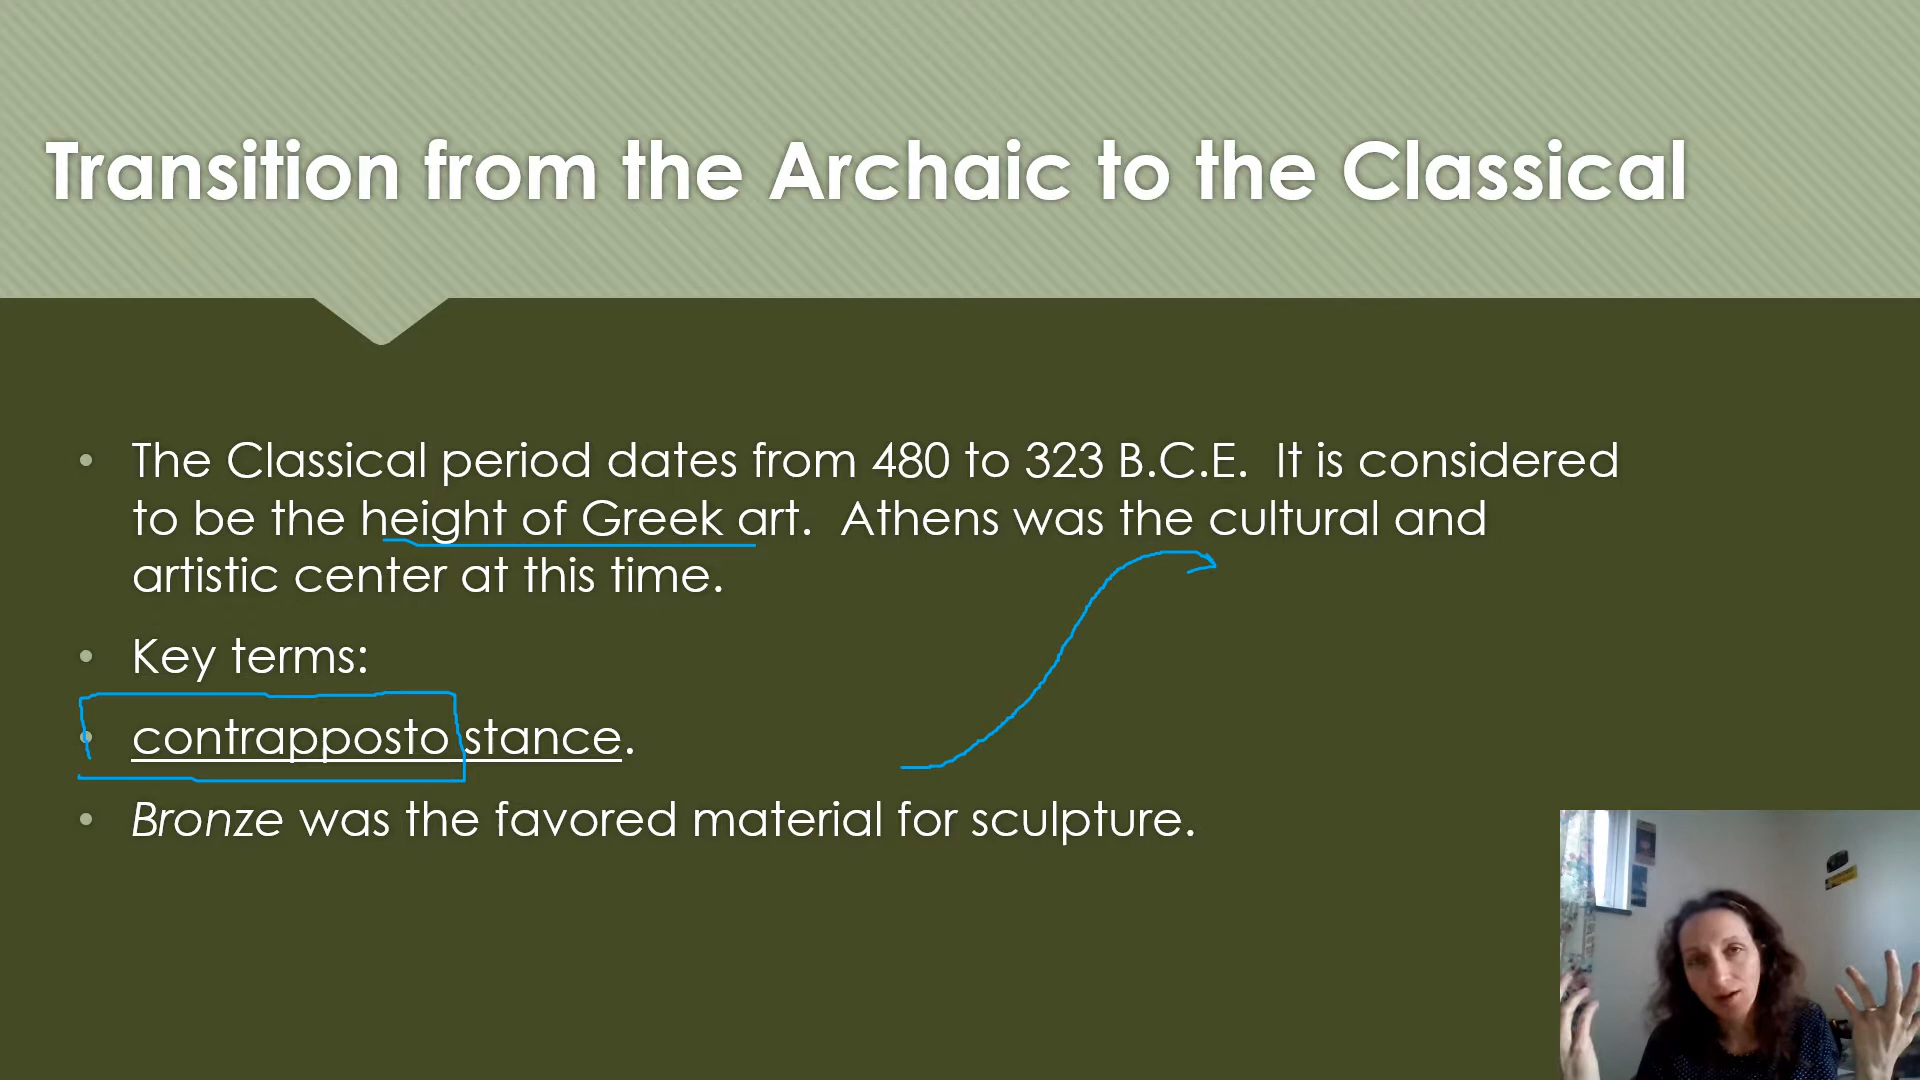 Transition from the Archaic to the Classical
• The Classical period dates from 480 to 323 B.C.E.  It is considered
to be the height of Greek art.  Athens was the cultural and
artistic center at this time.
• Key terms:
• contrapposto stance.
• Bronze was the favored material for sculpture.